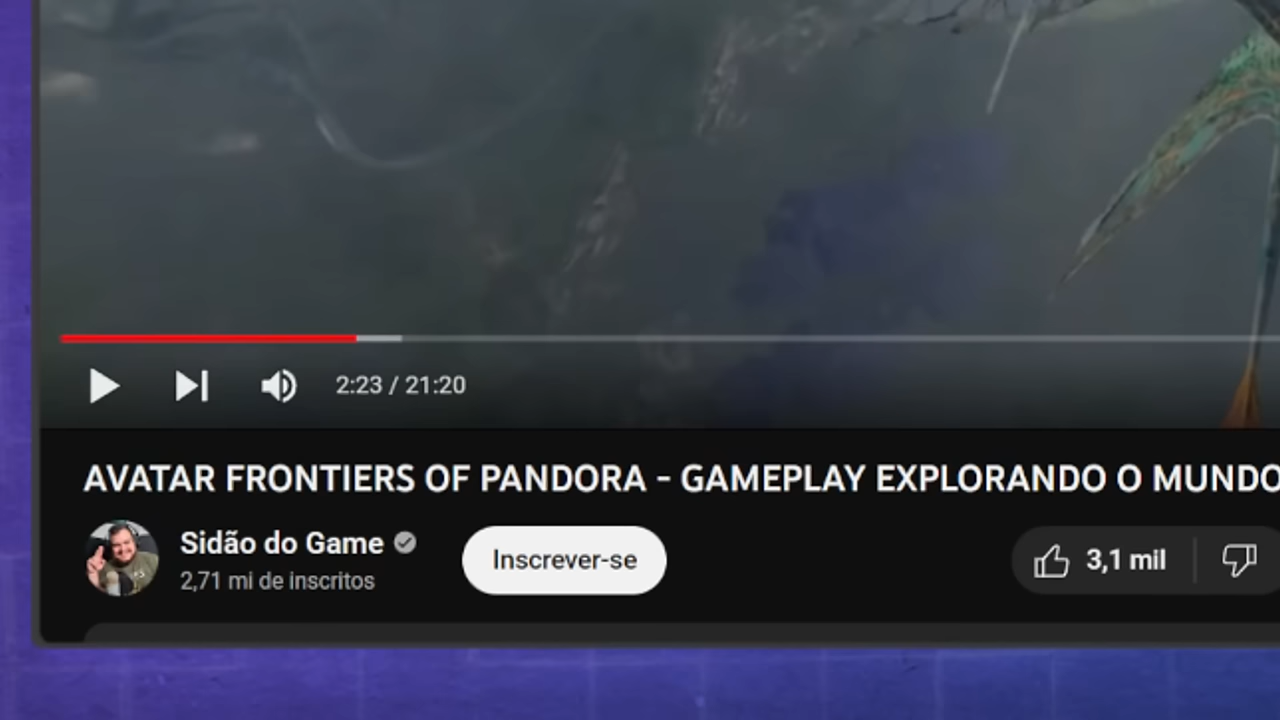 2:23 / 21:20
AVATAR FRONTIERS OF PANDORA - GAMEPLAY EXPLORANDO O MUNDO
Sidão do Game
2,71 mi de inscritos
Inscrever-se
3,1 mil